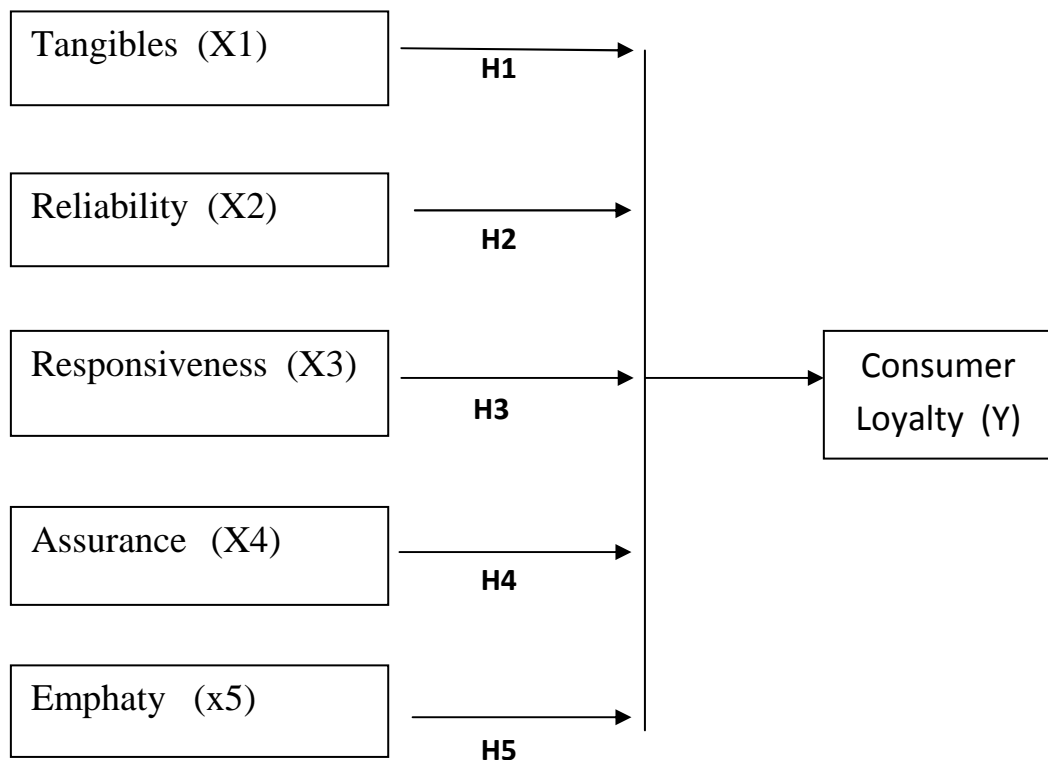 Tangibles (X1)
H1
Reliability (X2)
H2
Responsiveness (X3)
H3
Consumer
Loyalty (Y)
Assurance (X4)
H4
Emphaty (x5)
H5